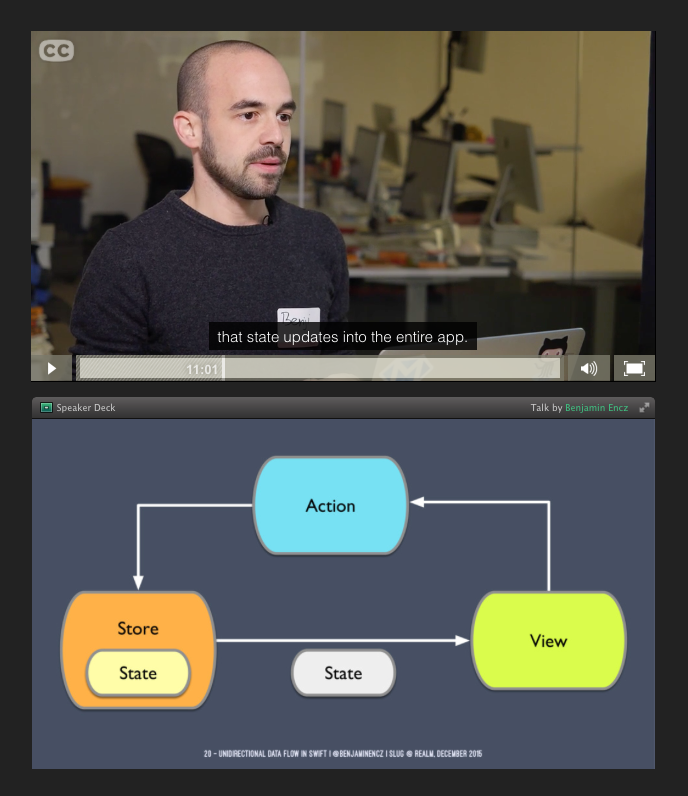 CC
Benji
that state updates into the entire app.
11:01
Speaker Deck
Talk by Benjamin Encz
Action
Store
State
State
View
20 - UNIDIRECTIONAL DATA FLOW IN SWIFT | @BENJAMINENCZ | SLUG @ REALM, DECEMBER 2015